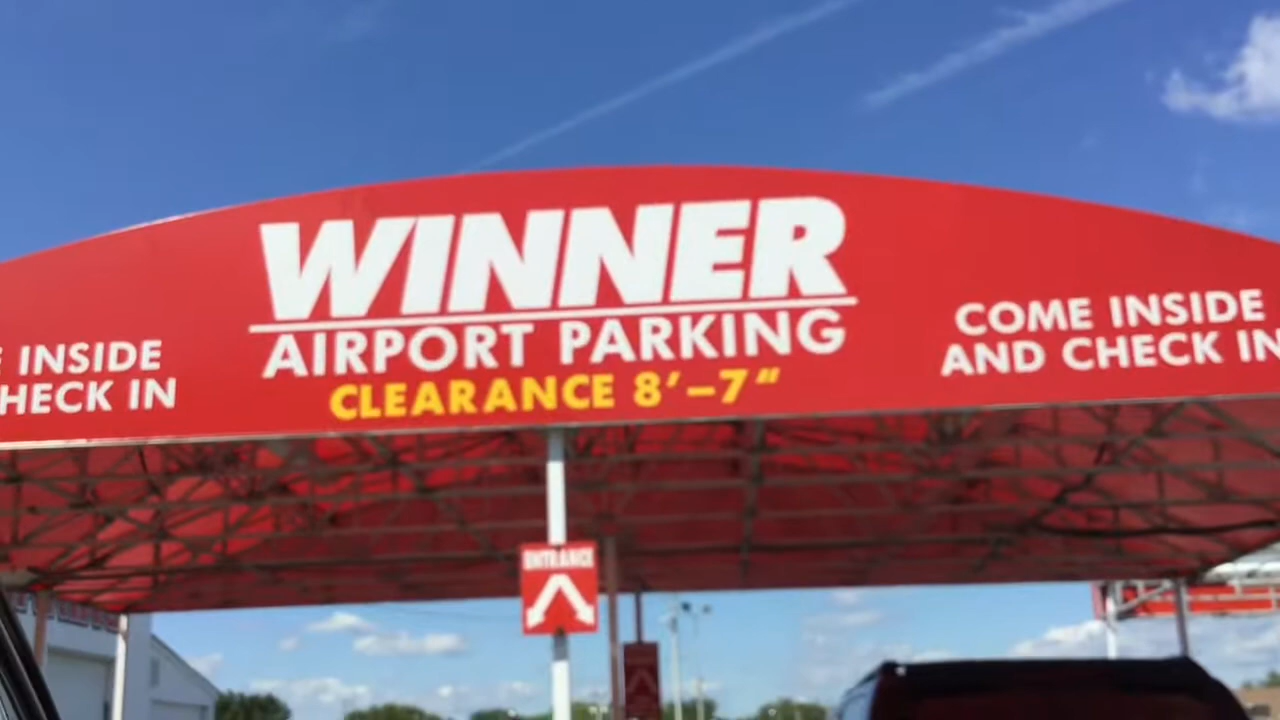 WINNER
AIRPORT PARKING
CLEARANCE 8'–7"
INSIDE
CHECK IN
COME INSIDE
AND CHECK IN
ENTRANCE